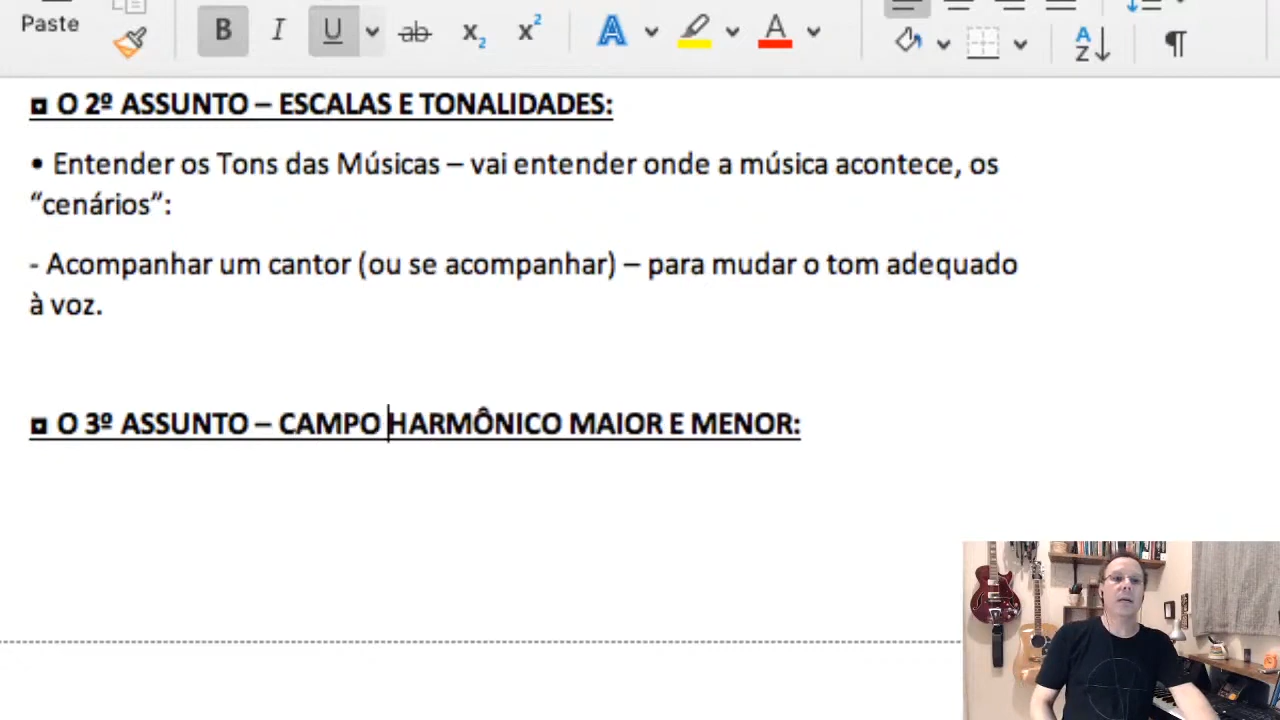 Paste
B I U ab x₂ x² A A A Z ¶
◘ O 2º ASSUNTO – ESCALAS E TONALIDADES:
• Entender os Tons das Músicas – vai entender onde a música acontece, os
“cenários”:
- Acompanhar um cantor (ou se acompanhar) – para mudar o tom adequado
à voz.
◘ O 3º ASSUNTO – CAMPO HARMÔNICO MAIOR E MENOR: